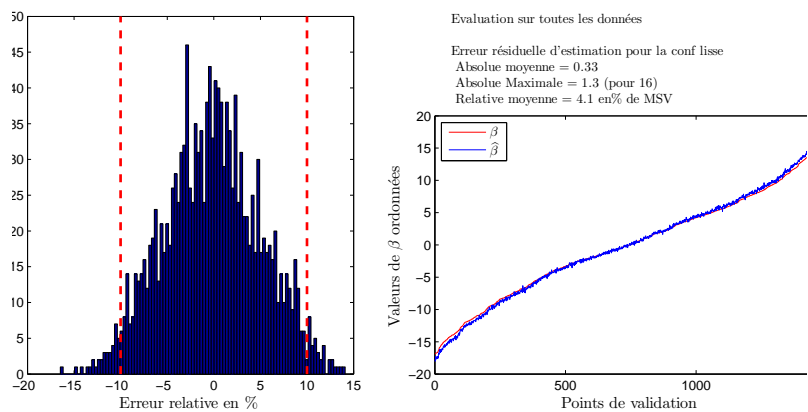 50
45
40
35
30
25
20
15
10
5
0
−20 −15 −10 −5 0 5 10 15
Erreur relative en %
Evaluation sur toutes les données
Erreur résiduelle d'estimation pour la conf lisse
Absolue moyenne = 0.33
Absolue Maximale = 1.3 (pour 16)
Relative moyenne = 4.1 en% de MSV
Valeurs de β ordonnées
20
15
10
5
0
−5
−10
−15
−20
β
β̂
0 500 1000
Points de validation